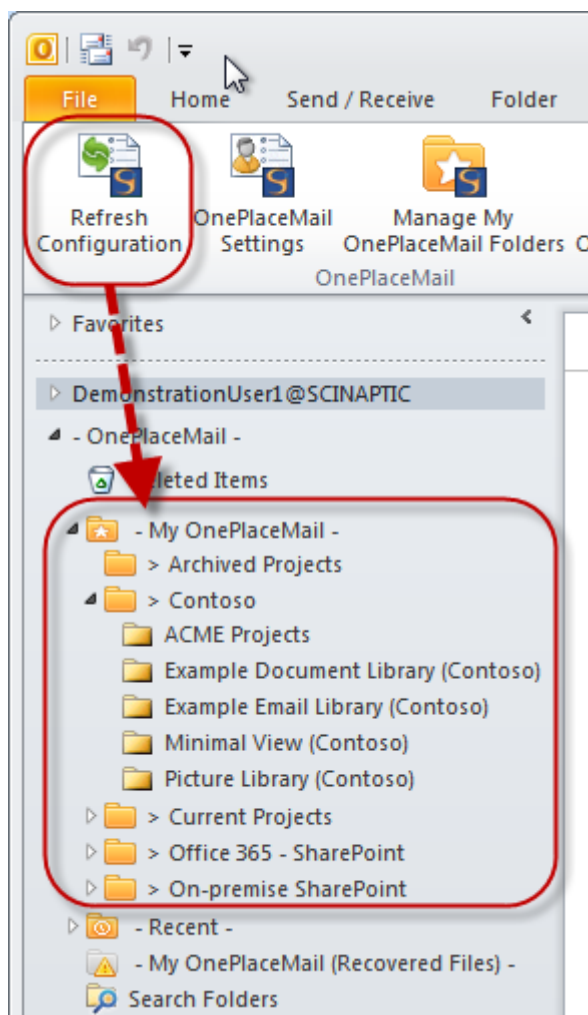 File Home Send / Receive Folder
Refresh Configuration
OnePlaceMail Settings
Manage My OnePlaceMail Folders
OnePlaceMail
Favorites
DemonstrationUser1@SCINAPTIC
- OnePlaceMail -
Deleted Items
- My OnePlaceMail -
> Archived Projects
> Contoso
ACME Projects
Example Document Library (Contoso)
Example Email Library (Contoso)
Minimal View (Contoso)
Picture Library (Contoso)
> Current Projects
> Office 365 - SharePoint
> On-premise SharePoint
- Recent -
- My OnePlaceMail (Recovered Files) -
Search Folders